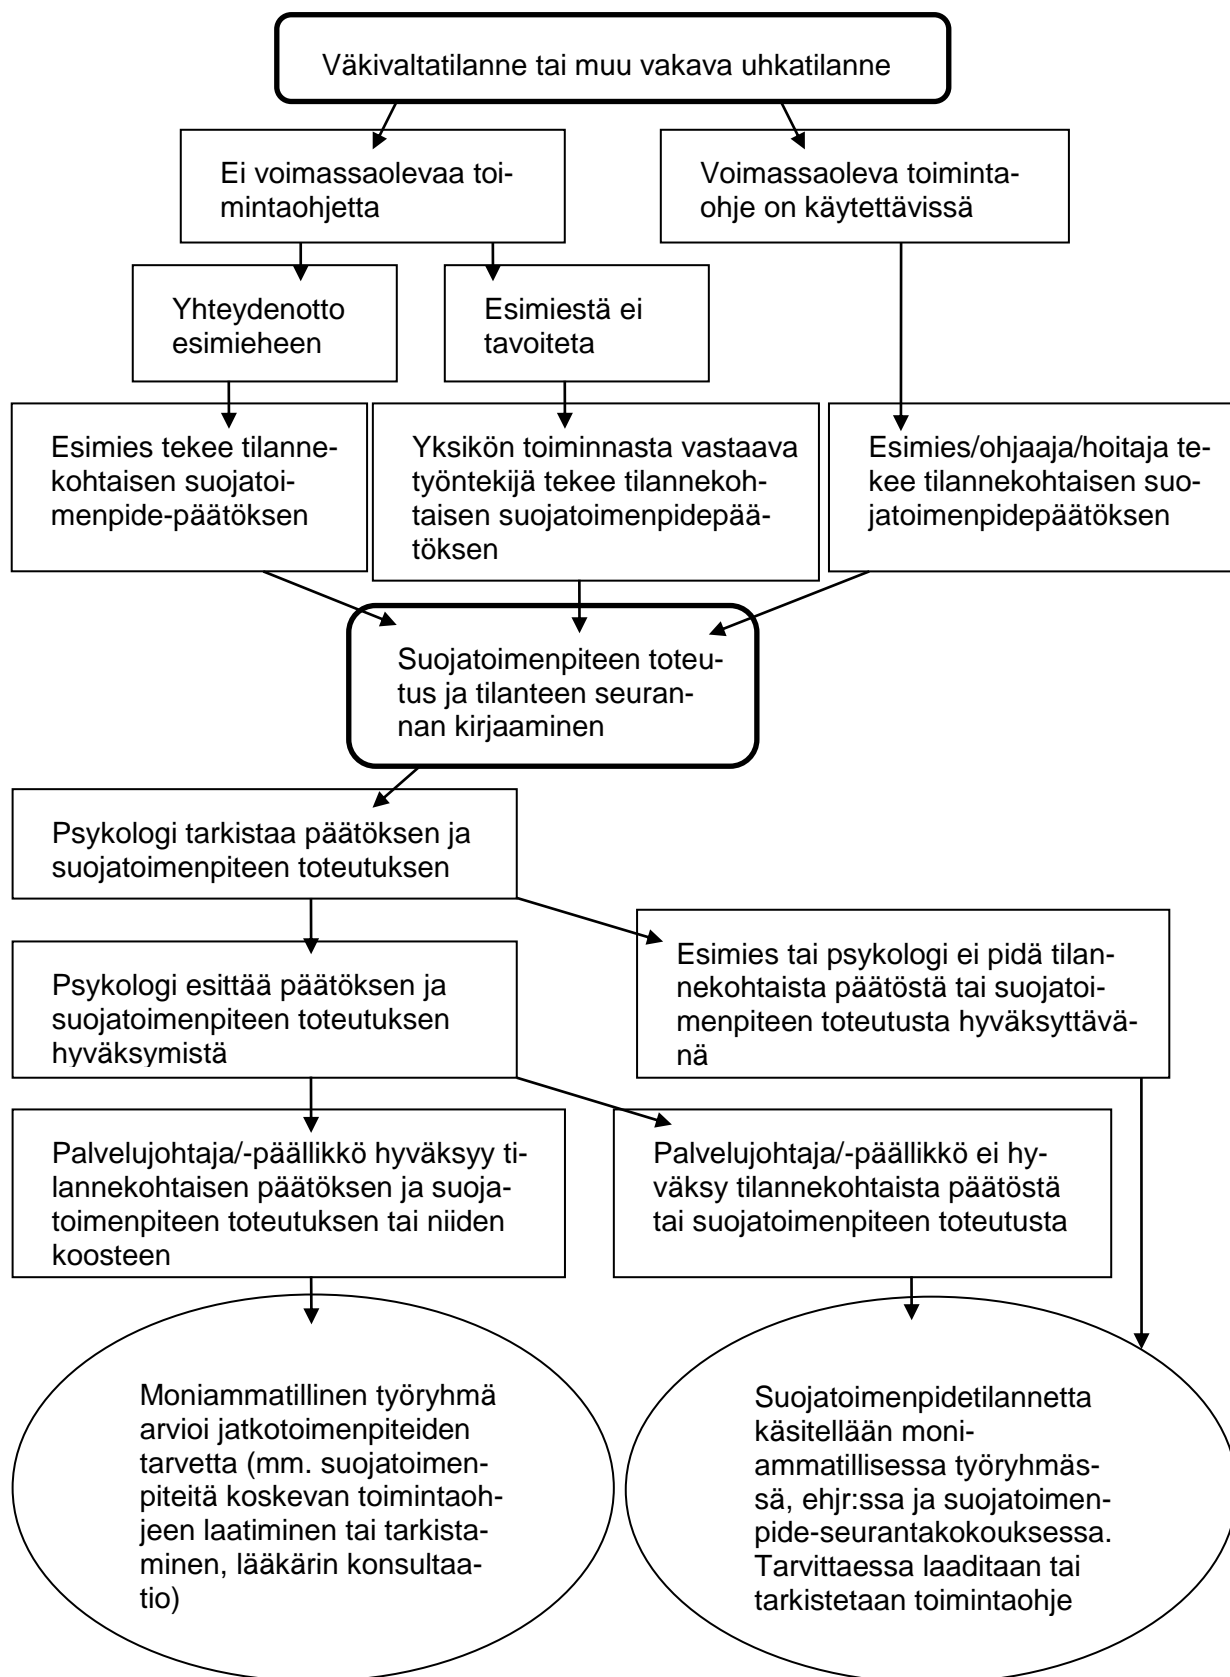 Väkivaltatilanne tai muu vakava uhkatilanne
Ei voimassaolevaa toi-
mintaohjetta
Voimassaoleva toiminta-
ohje on käytettävissä
Yhteydenotto
esimieheen
Esimiestä ei
tavoiteta
Esimies tekee tilanne-
kohtaisen suojatoi-
menpide-päätöksen
Yksikön toiminnasta vastaava
työntekijä tekee tilannekoh-
taisen suojatoimenpidepää-
töksen
Esimies/ohjaaja/hoitaja te-
kee tilannekohtaisen suo-
jatoimenpidepäätöksen
Suojatoimenpiteen toteu-
tus ja tilanteen seuran-
nan kirjaaminen
Psykologi tarkistaa päätöksen ja
suojatoimenpiteen toteutuksen
Psykologi esittää päätöksen ja
suojatoimenpiteen toteutuksen
hyväksymistä
Esimies tai psykologi ei pidä tilan-
nekohtaista päätöstä tai suojatoi-
menpiteen toteutusta hyväksyttävä-
nä
Palvelujohtaja/-päällikkö hyväksyy ti-
lannekohtaisen päätöksen ja suoja-
toimenpiteen toteutuksen tai niiden
koosteen
Palvelujohtaja/-päällikkö ei hy-
väksy tilannekohtaista päätöstä
tai suojatoimenpiteen toteutusta
Moniammatillinen työryhmä
arvioi jatkotoimenpiteiden
tarvetta (mm. suojatoimen-
piteitä koskevan toimintaoh-
jeen laatiminen tai tarkista-
minen, lääkärin konsultaa-
tio)
Suojatoimenpidetilannetta
käsitellään moni-
ammatillisessa työryhmäs-
sä, ehjr:ssa ja suojatoimen-
pide-seurantakokouksessa.
Tarvittaessa laaditaan tai
tarkistetaan toimintaohje